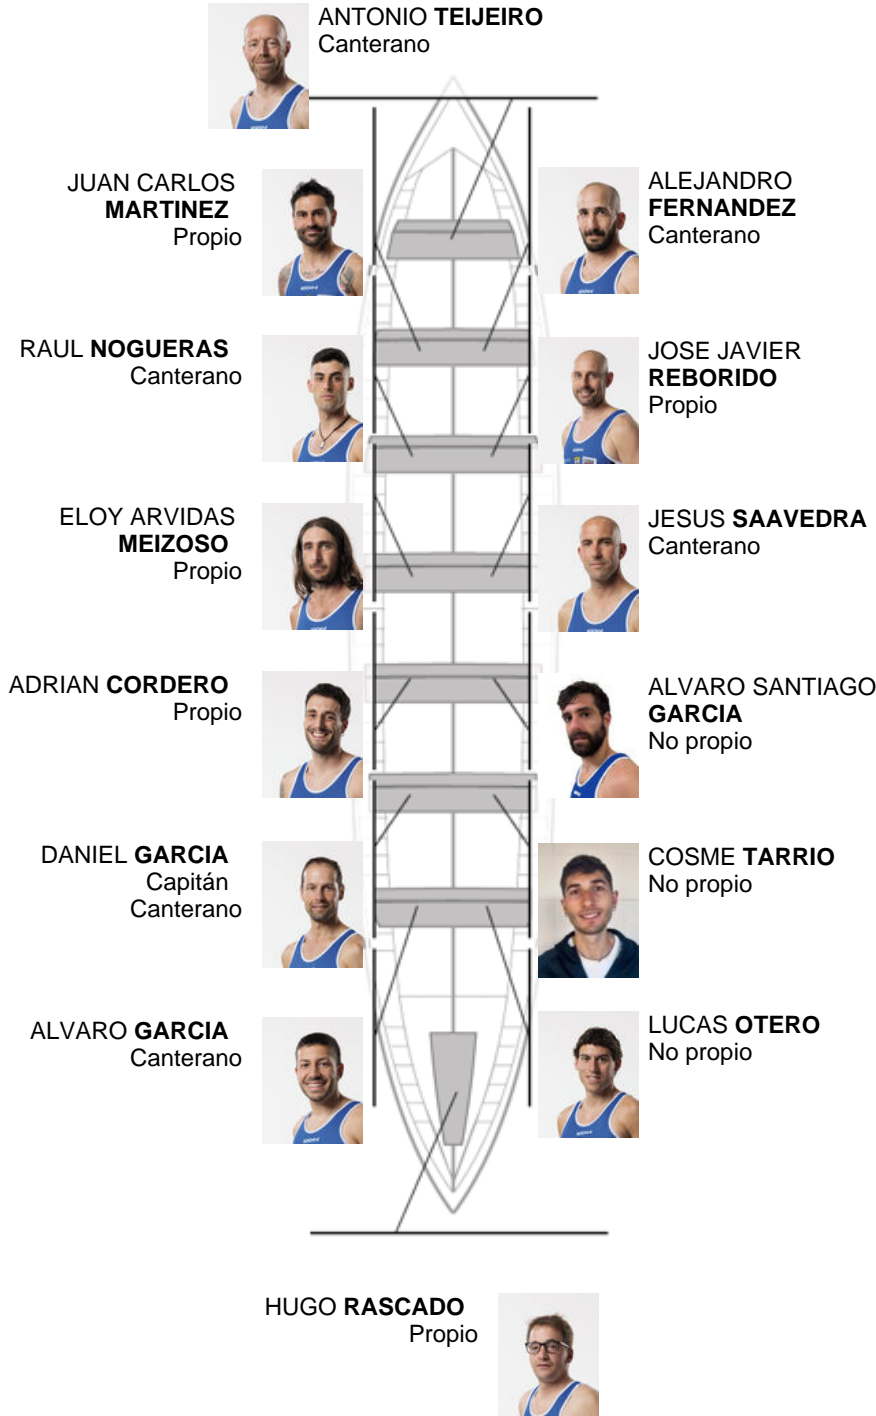 ANTONIO TEIJEIRO
Canterano
JUAN CARLOS
MARTINEZ
Propio
ALEJANDRO
FERNANDEZ
Canterano
RAUL NOGUERAS
Canterano
JOSE JAVIER
REBORIDO
Propio
ELOY ARVIDAS
MEIZOSO
Propio
JESUS SAAVEDRA
Canterano
ADRIAN CORDERO
Propio
ALVARO SANTIAGO
GARCIA
No propio
DANIEL GARCIA
Capitán
Canterano
COSME TARRIO
No propio
ALVARO GARCIA
Canterano
LUCAS OTERO
No propio
HUGO RASCADO
Propio